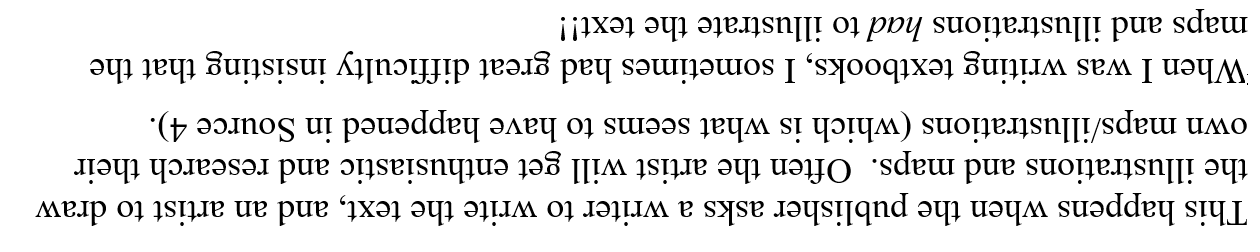 This happens when the publisher asks a writer to write the text, and an artist to draw
the illustrations and maps. Often the artist will get enthusiastic and research their
own maps/illustrations (which is what seems to have happened in Source 4).
When I was writing textbooks, I sometimes had great difficulty insisting that the
maps and illustrations had to illustrate the text!!